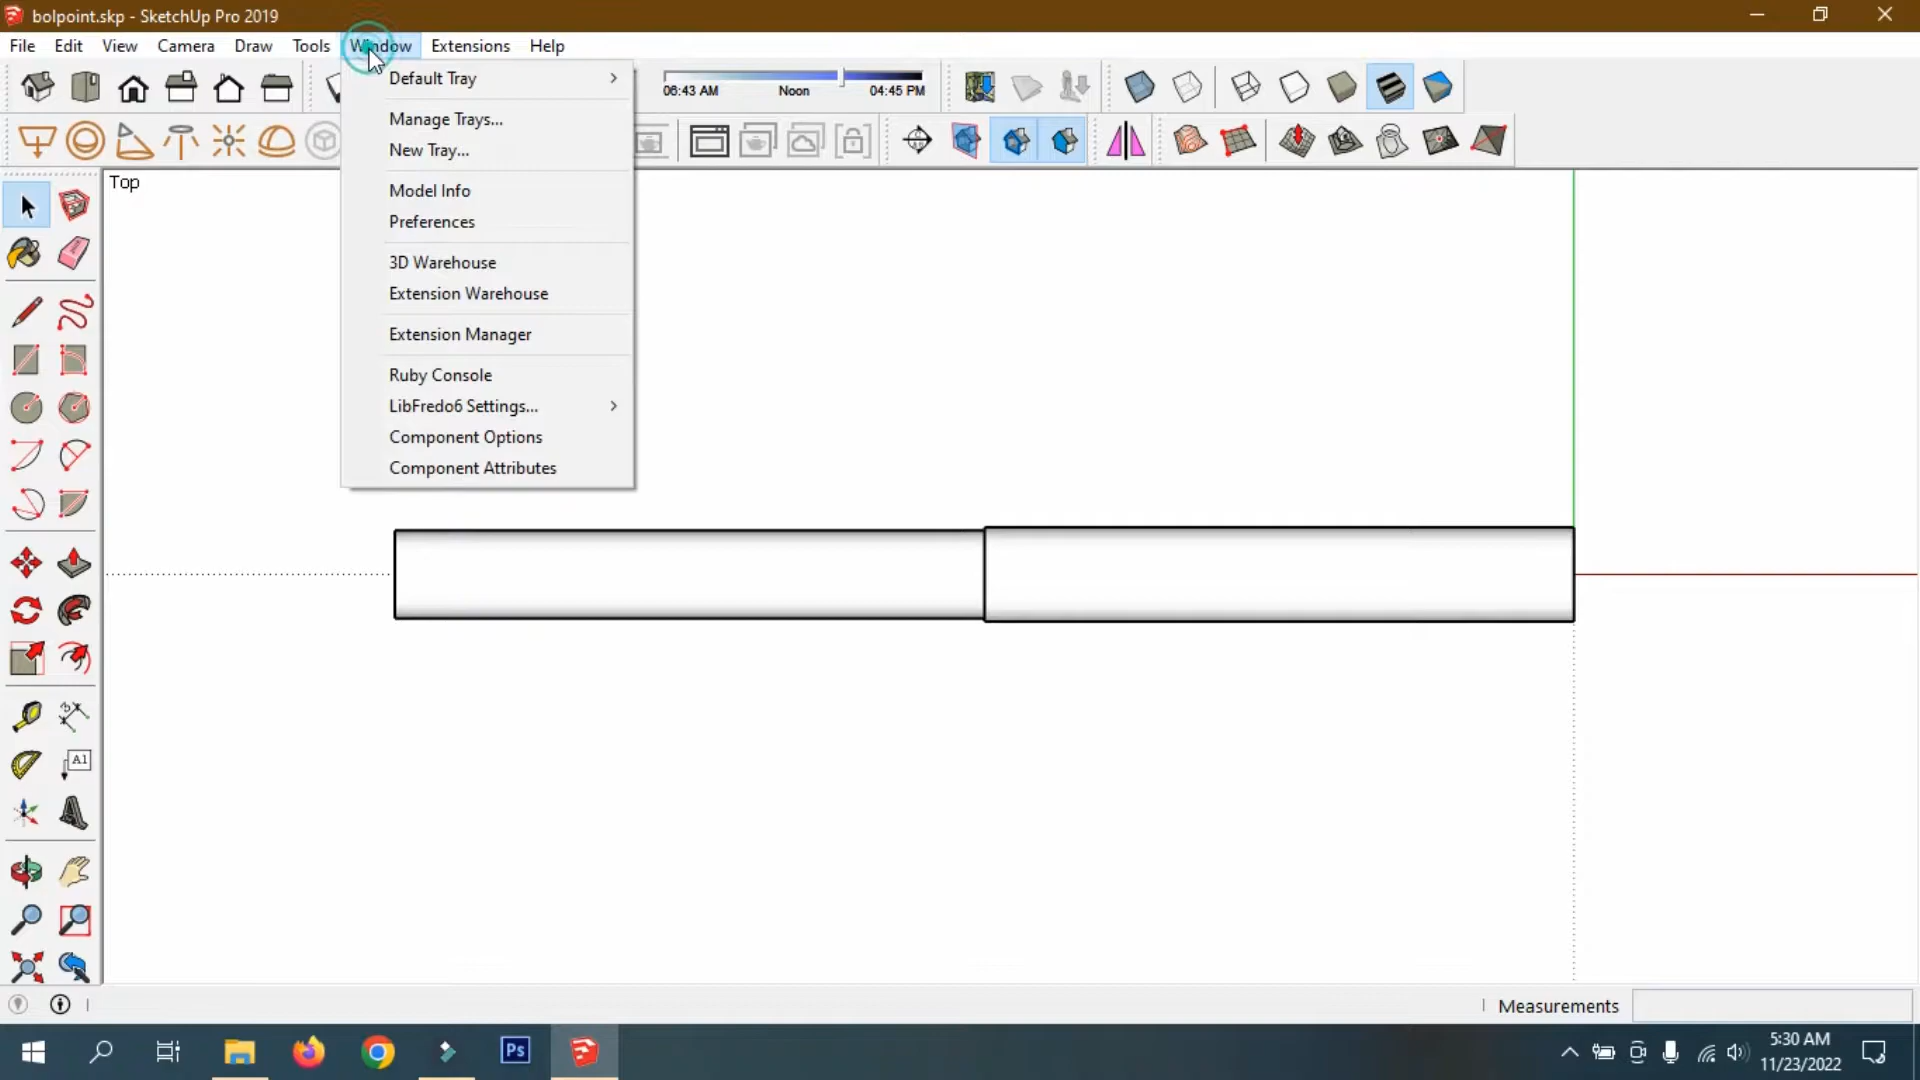 bolpoint.skp - SketchUp Pro 2019
File Edit View Camera Draw Tools Window Extensions Help
Default Tray
Manage Trays...
New Tray...
Model Info
Preferences
3D Warehouse
Extension Warehouse
Extension Manager
Ruby Console
LibFredo6 Settings...
Component Options
Component Attributes
06:43 AM Noon 04:45 PM
Top
A1
Measurements
Ps
5:30 AM
11/23/2022